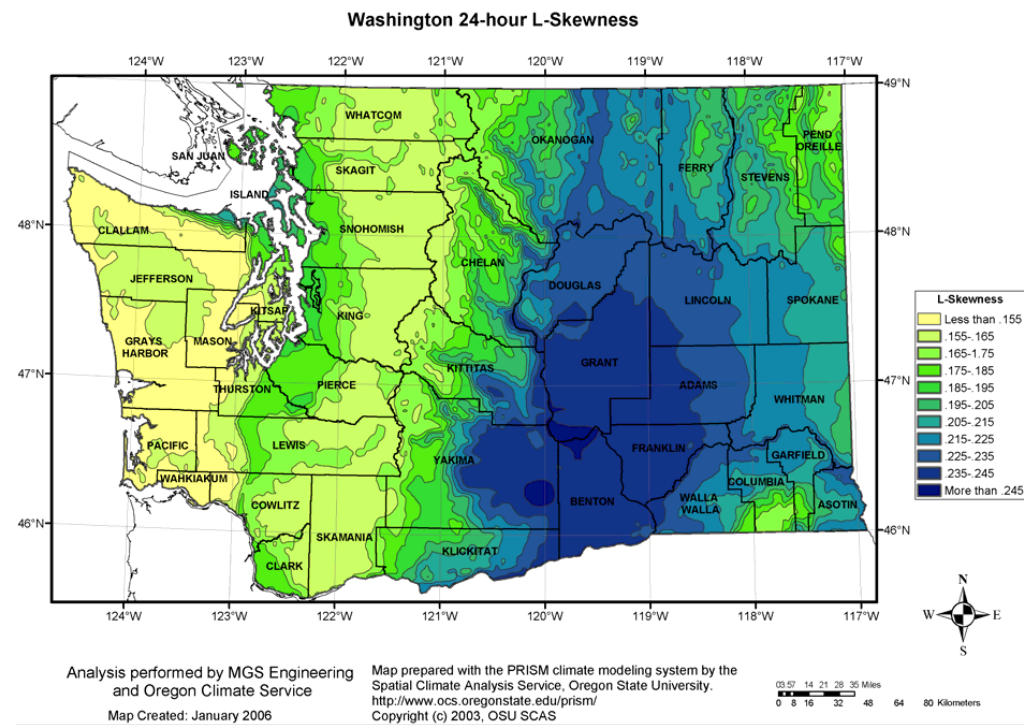 Washington 24-hour L-Skewness
124°W
123°W
122°W
121°W
120°W
119°W
118°W
117°W
49°N
WHATCOM
SAN JUAN
SKAGIT
ISLAND
OKANOGAN
FERRY
STEVENS
PEND
OREILLE
48°N
48°N
CLALLAM
SNOHOMISH
CHELAN
JEFFERSON
DOUGLAS
LINCOLN
SPOKANE
KITSAP
KING
GRAYS
HARBOR
MASON
GRANT
KITTITAS
47°N
47°N
THURSTON
PIERCE
ADAMS
WHITMAN
PACIFIC
LEWIS
YAKIMA
FRANKLIN
GARFIELD
WAHKIAKUM
COLUMBIA
COWLITZ
BENTON
WALLA
WALLA
ASOTIN
46°N
46°N
SKAMANIA
KLICKITAT
CLARK
124°W
123°W
122°W
121°W
120°W
119°W
118°W
117°W
L-Skewness
Less than .155
.155-.165
.165-1.75
.175-.185
.185-.195
.195-.205
.205-.215
.215-.225
.225-.235
.235-.245
More than .245
N
W
E
S
Analysis performed by MGS Engineering
and Oregon Climate Service
Map Created: January 2006
Map prepared with the PRISM climate modeling system by the
Spatial Climate Analysis Service, Oregon State University.
http://www.ocs.oregonstate.edu/prism/
Copyright (c) 2003, OSU SCAS
03.57 14 21 28 35 Miles
0 8 16 32 48 64 80 Kilometers